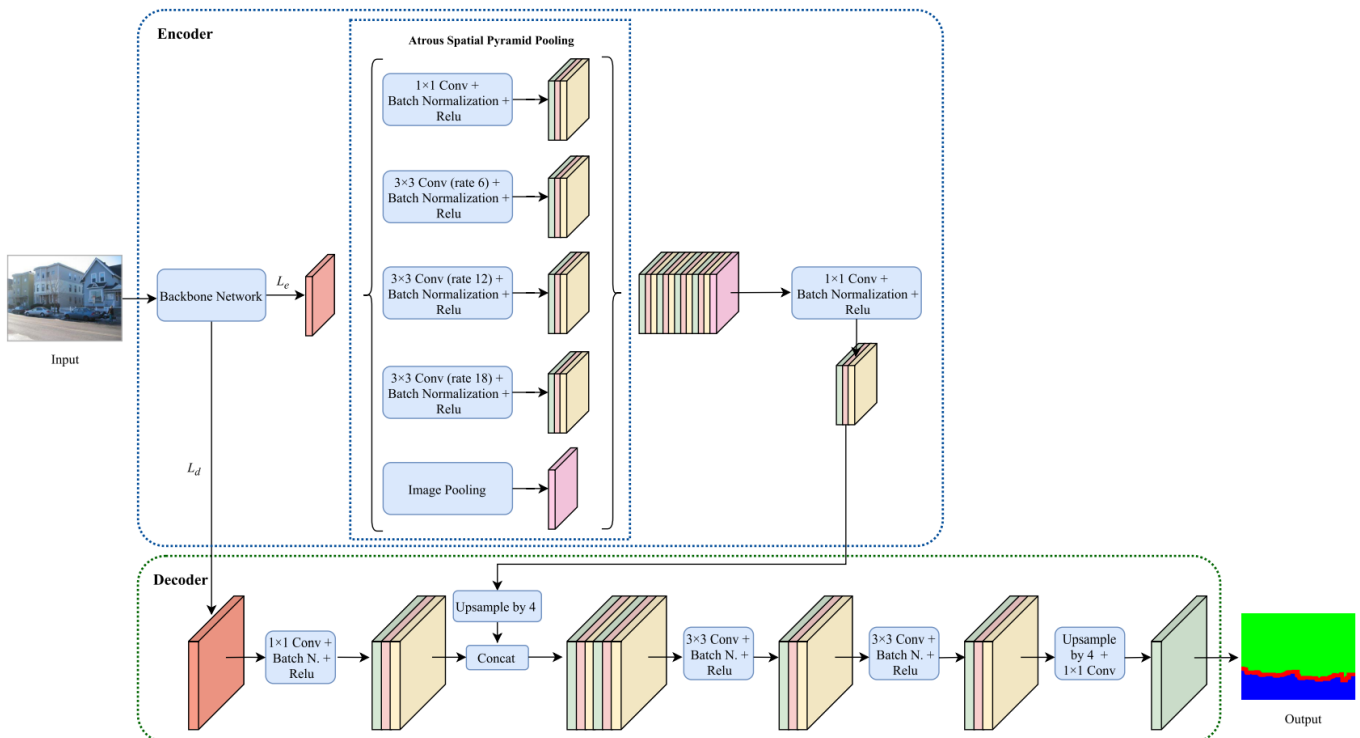 Encoder
Atrous Spatial Pyramid Pooling
1×1 Conv +
Batch Normalization +
Relu
3×3 Conv (rate 6) +
Batch Normalization +
Relu
Input
Backbone Network
L_e
3×3 Conv (rate 12) +
Batch Normalization +
Relu
1×1 Conv +
Batch Normalization +
Relu
3×3 Conv (rate 18) +
Batch Normalization +
Relu
L_d
Image Pooling
Decoder
Upsample by 4
1×1 Conv +
Batch N. +
Relu
Concat
3×3 Conv +
Batch N. +
Relu
3×3 Conv +
Batch N. +
Relu
Upsample
by 4 +
1×1 Conv
Output